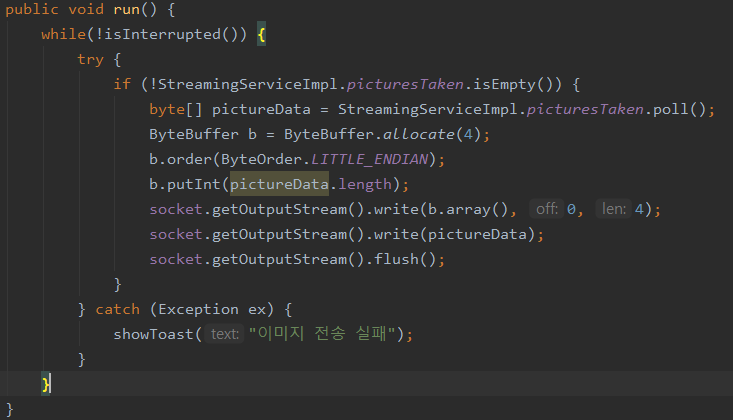 public void run() {
    while(!isInterrupted()) {
        try {
            if (!StreamingServiceImpl.picturesTaken.isEmpty()) {
                byte[] pictureData = StreamingServiceImpl.picturesTaken.poll();
                ByteBuffer b = ByteBuffer.allocate(4);
                b.order(ByteOrder.LITTLE_ENDIAN);
                b.putInt(pictureData.length);
                socket.getOutputStream().write(b.array(), off: 0, len: 4);
                socket.getOutputStream().write(pictureData);
                socket.getOutputStream().flush();
            }
        } catch (Exception ex) {
            showToast( text: "이미지 전송 실패");
        }
    }
}